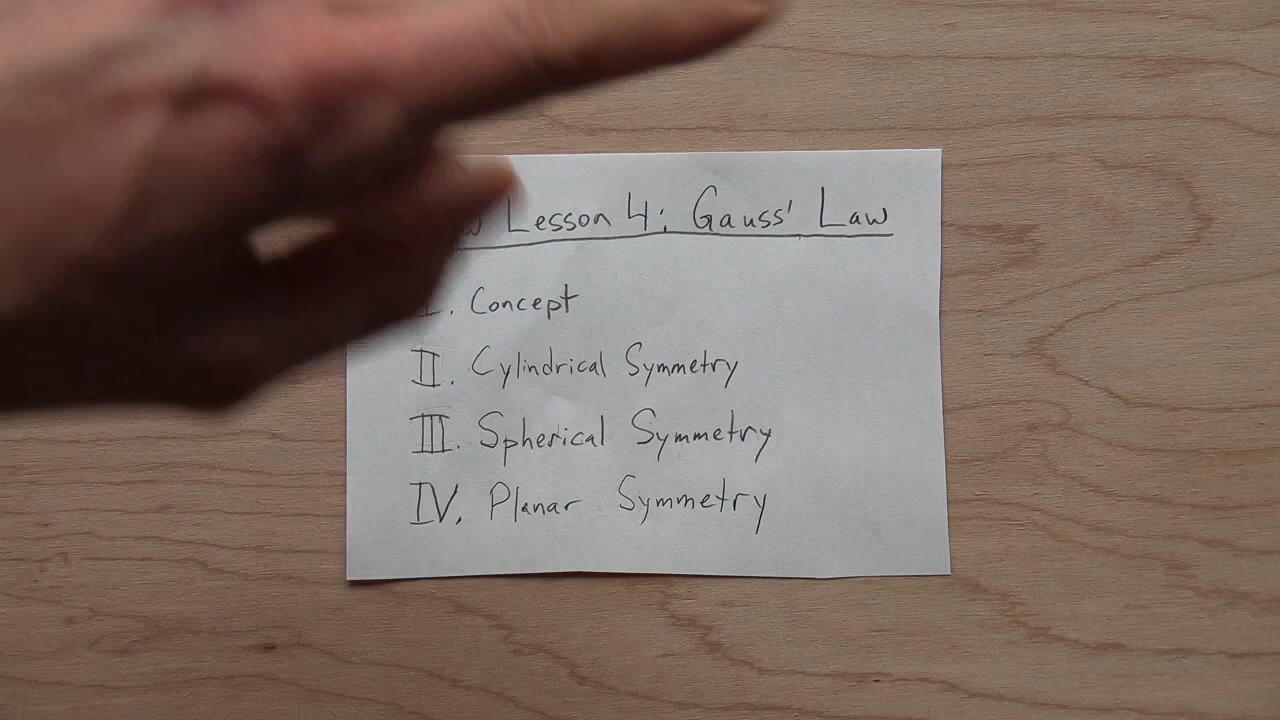 Lesson 4: Gauss' Law
I. Concept
II. Cylindrical Symmetry
III. Spherical Symmetry
IV. Planar Symmetry